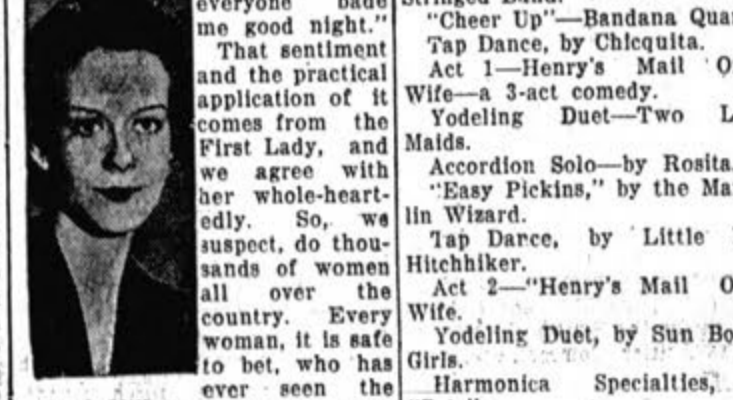 everyone bade
me good night."
That sentiment
and the practical
application of it
comes from the
First Lady, and
we agree with
her whole-heart-
edly. So, we
suspect, do thou-
sands of women
all over the
country. Every
woman, it is safe
to bet, who has
ever seen the
"Cheer Up"—Bandana
Tap Dance, by Chicquita.
Act 1—Henry's Mail
Wife—a 3-act comedy.
Yodeling Duet—Two
Maids.
Accordion Solo—by Rosita.
"Easy Pickins," by the
lin Wizard.
Tap Darce, by Little
Hitchhiker.
Act 2—"Henry's Mail
Wife.
Yodeling Duet, by Sun
Girls.
Harmonica Specialties,